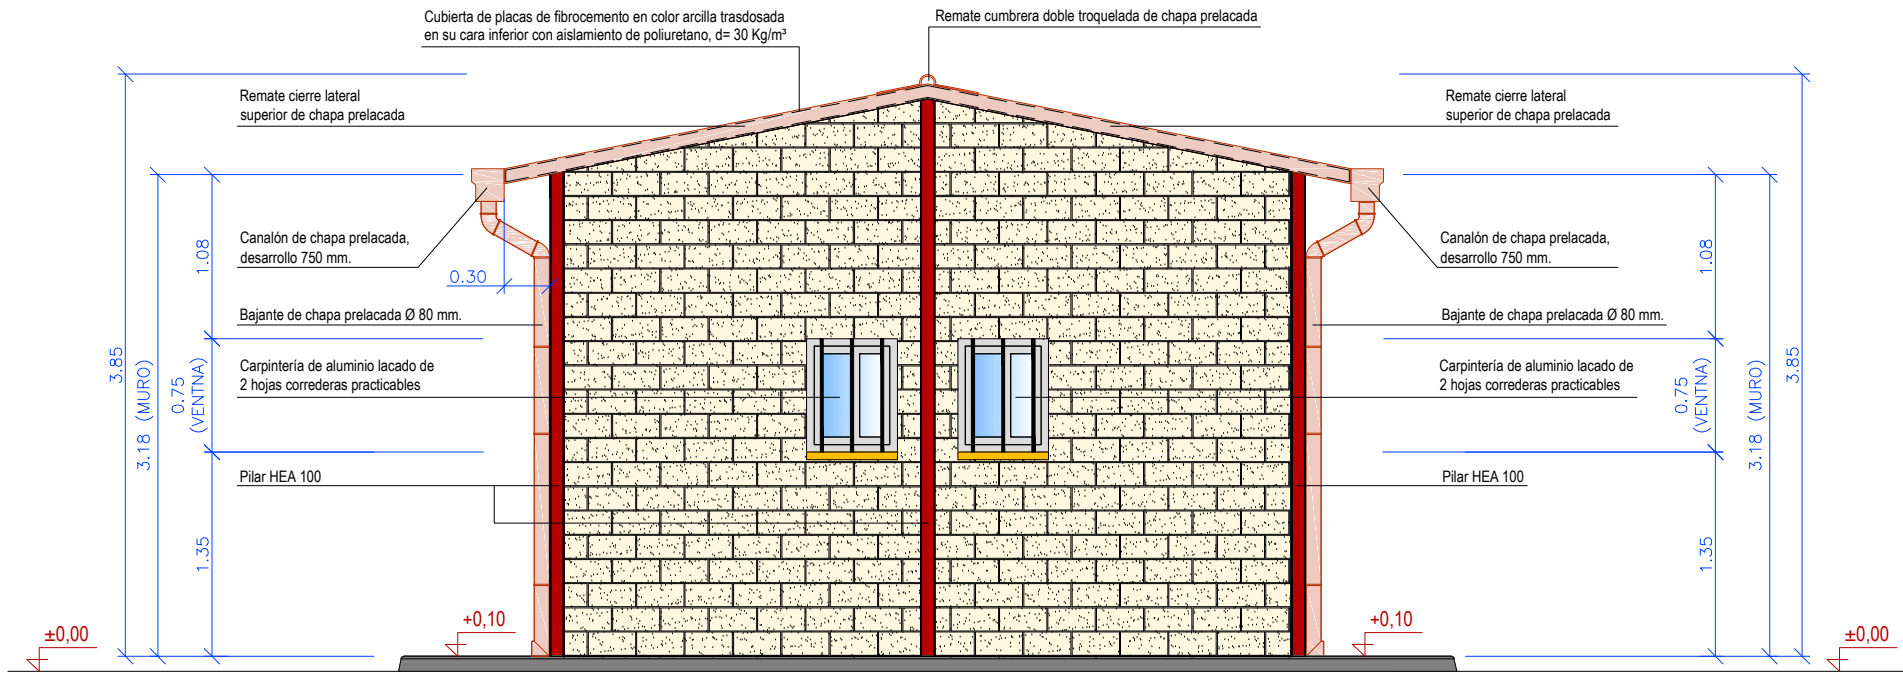 Cubierta de placas de fibrocemento en color arcilla trasdosada
en su cara inferior con aislamiento de poliuretano, d= 30 Kg/m³
Remate cumbrera doble troquelada de chapa prelacada
Remate cierre lateral
superior de chapa prelacada
Remate cierre lateral
superior de chapa prelacada
Canalón de chapa prelacada,
desarrollo 750 mm.
Canalón de chapa prelacada,
desarrollo 750 mm.
0.30
Bajante de chapa prelacada Ø 80 mm.
Bajante de chapa prelacada Ø 80 mm.
Carpintería de aluminio lacado de
2 hojas correderas practicables
Carpintería de aluminio lacado de
2 hojas correderas practicables
Pilar HEA 100
Pilar HEA 100
3.85
3.18 (MURO)
1.08
0.75
(VENTNA)
1.35
1.08
0.75
(VENTNA)
1.35
3.18 (MURO)
3.85
±0,00
+0,10
+0,10
±0,00